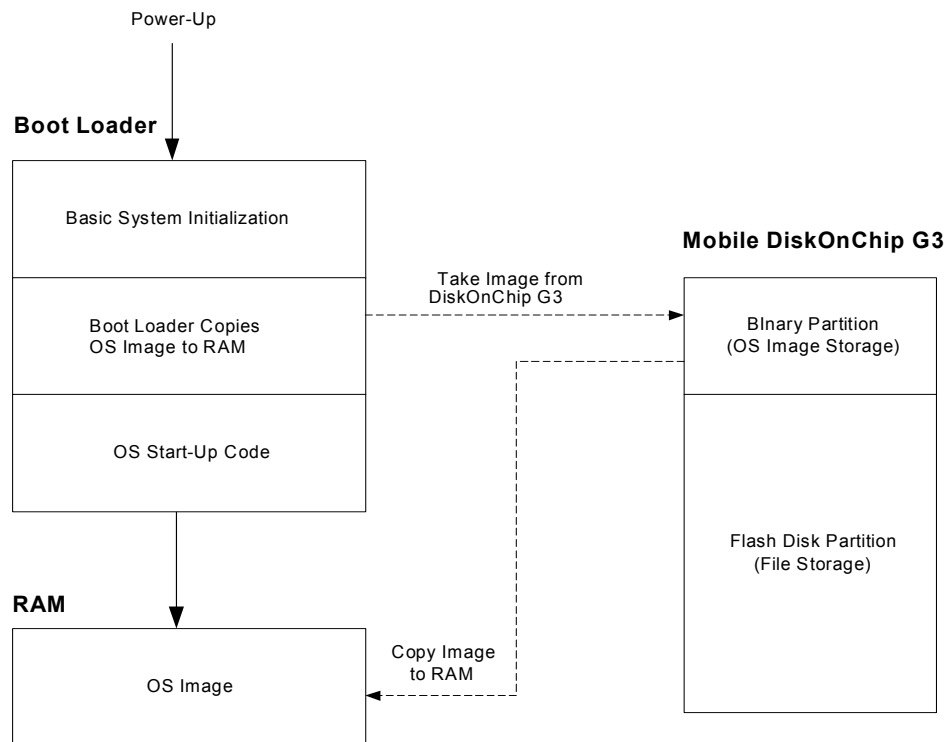 Power-Up
Boot Loader
Basic System Initialization
Mobile DiskOnChip G3
Take Image from
DiskOnChip G3
Boot Loader Copies
OS Image to RAM
BInary Partition
(OS Image Storage)
OS Start-Up Code
Flash Disk Partition
(File Storage)
RAM
Copy Image
to RAM
OS Image